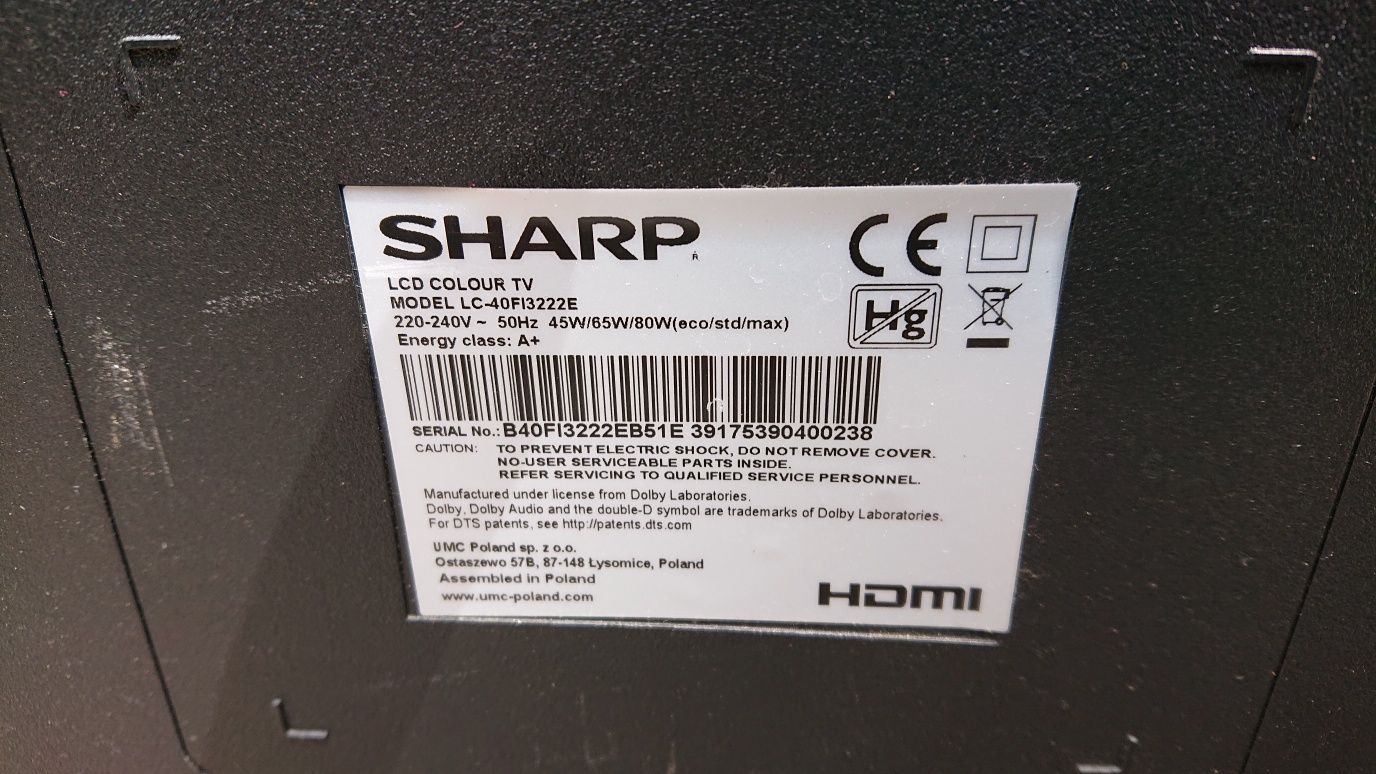 SHARP
R
CE
LCD COLOUR TV
MODEL LC-40FI3222E
Hg
220-240V ~ 50Hz 45W/65W/80W(eco/std/max)
Energy class: A+
SERIAL No.: B40FI3222EB51E 39175390400238
CAUTION: TO PREVENT ELECTRIC SHOCK, DO NOT REMOVE COVER.
NO-USER SERVICEABLE PARTS INSIDE.
REFER SERVICING TO QUALIFIED SERVICE PERSONNEL.
Manufactured under license from Dolby Laboratories.
Dolby, Dolby Audio and the double-D symbol are trademarks of Dolby Laboratories.
For DTS patents, see http://patents.dts.com
UMC Poland sp. z o.o.
Ostaszewo 57B, 87-148 Łysomice, Poland
Assembled in Poland
www.umc-poland.com
HDMI